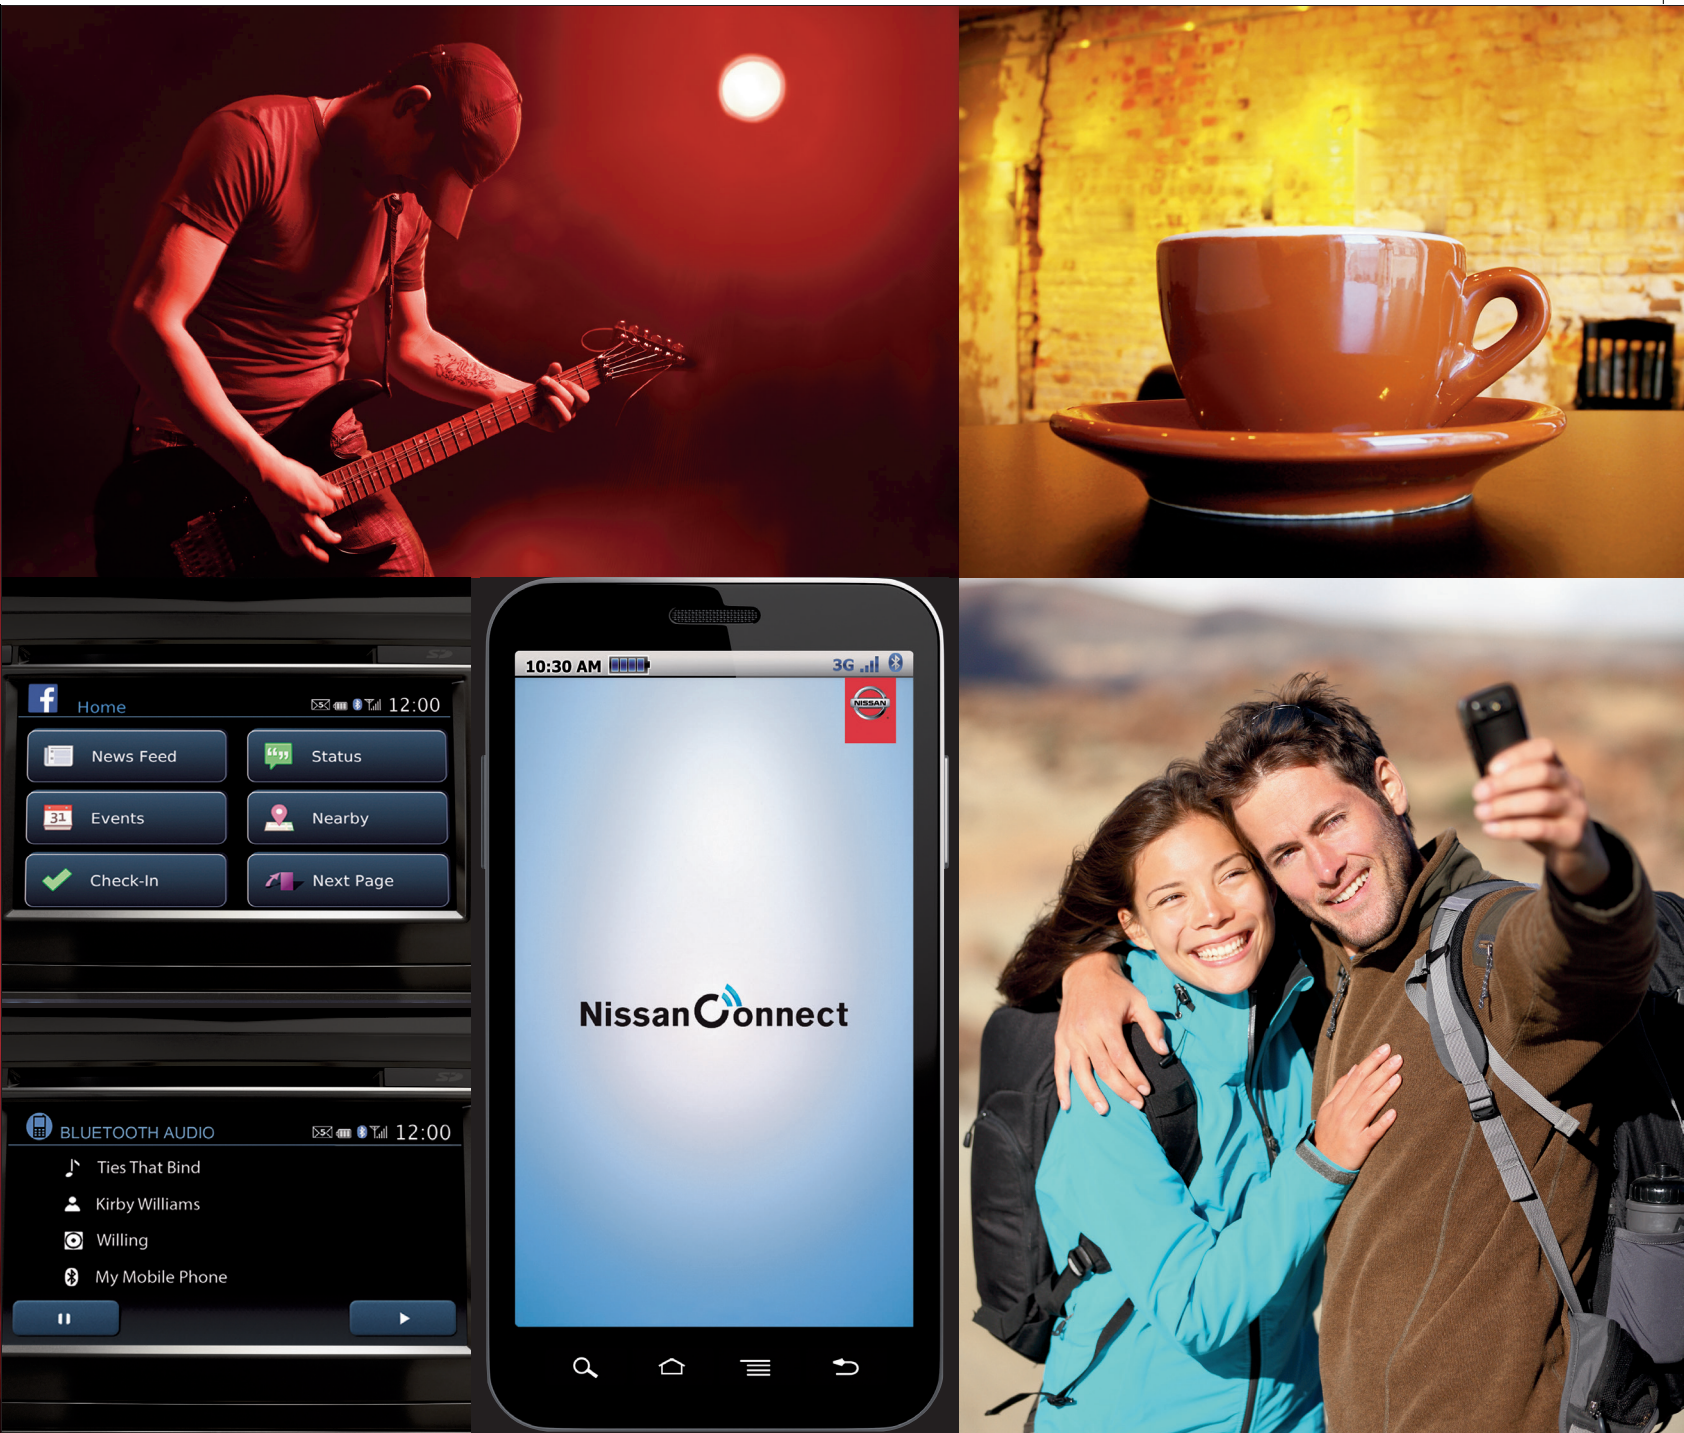 Home
12:00
News Feed
Status
31
Events
Nearby
Check-In
Next Page
BLUETOOTH AUDIO
12:00
Ties That Bind
Kirby Williams
Willing
My Mobile Phone
10:30 AM
3G
NISSAN
NissanConnect